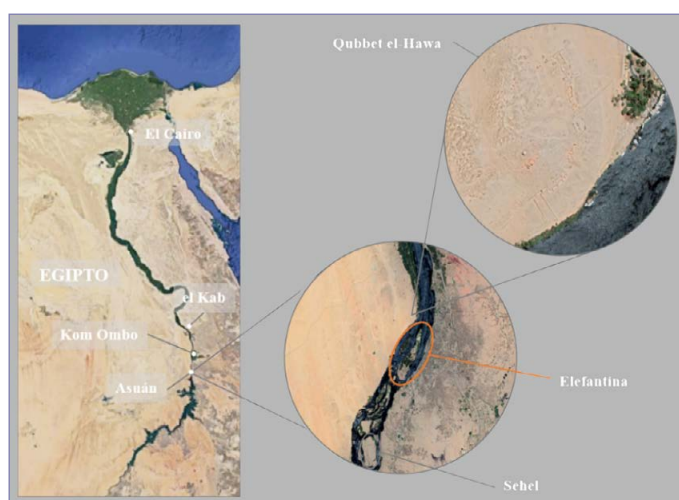 Qubbet el-Hawa
El Cairo
EGIPTO
el Kab
Kom Ombo
Asuán
Elefantina
Sehel